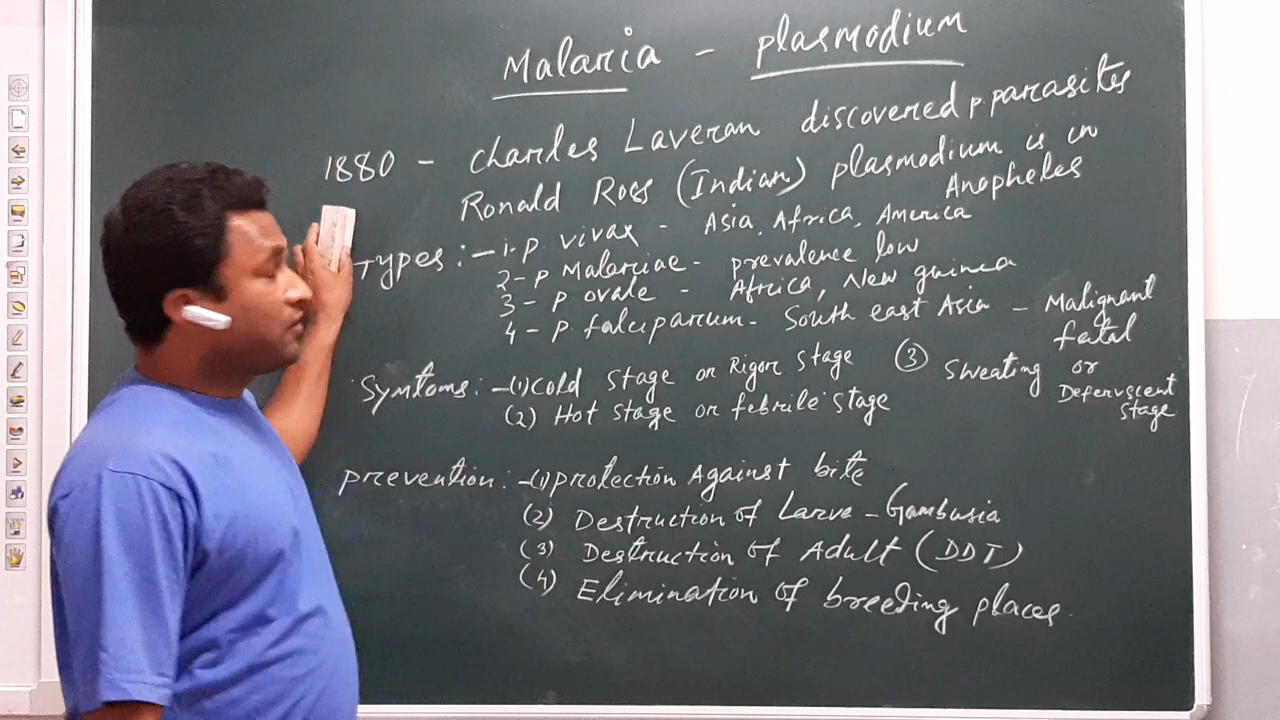 Malaria - plasmodium
1880 - Charles Laveran discovered p parasites
Ronald Ross (Indian) plasmodium is in
Anopheles
Types :- 1. P vivax - Asia, Africa, America
2 - P Malariae - prevalence low
3 - P ovale - Africa, New guinea
4 - P. falciparum - South east Asia - Malignant
fatal
Symtoms :- (1) Cold Stage or Rigor Stage (3) Sweating or
Deferv scent
Stage
(2) Hot Stage or febrile Stage
prevention :- (1) protection Against bite
(2) Destruction of Larva - Gambusia
(3) Destruction of Adult (DDT)
(4) Elimination of breeding places.